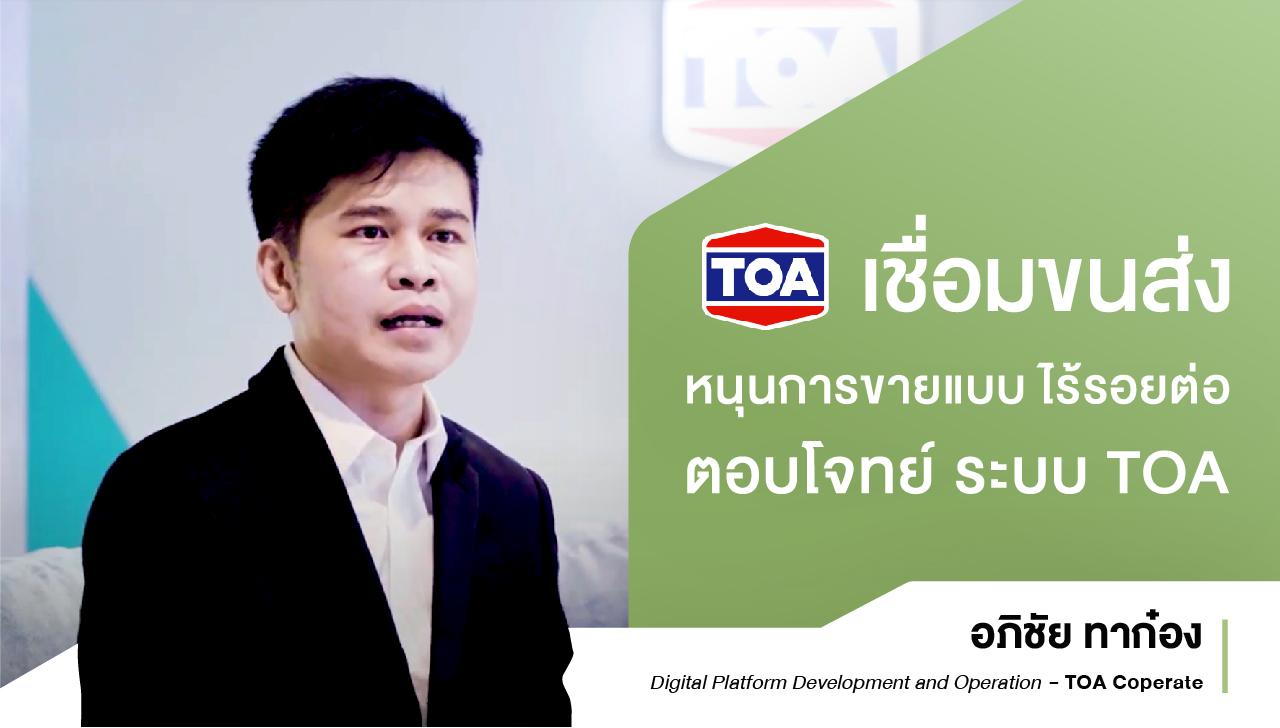 TOA
TOA เชื่อมขนส่ง
หนุนการขายแบบ ไร้รอยต่อ
ตอบโจทย์ ระบบ TOA
อภิชัย ทาก๋อง
Digital Platform Development and Operation - TOA Coperate